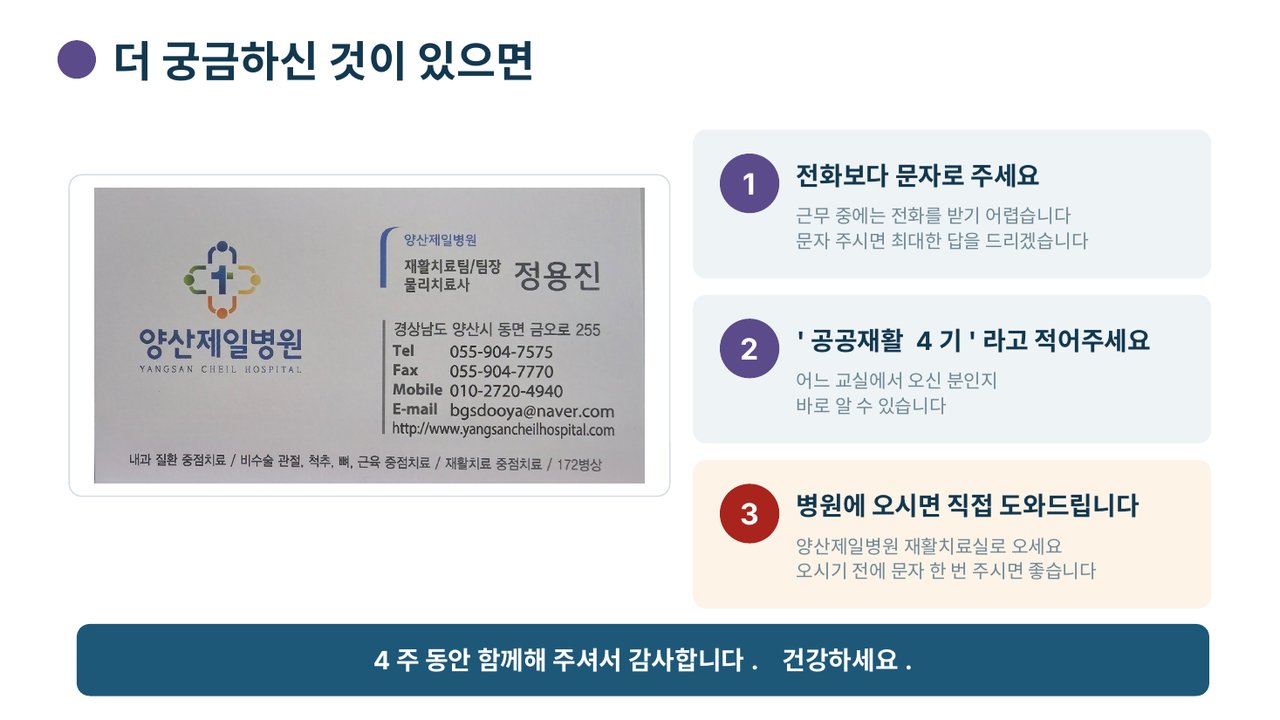 더 궁금하신 것이 있으면
양산제일병원
YANGSAN CHEIL HOSPITAL
양산제일병원
재활치료팀/팀장
물리치료사
정용진
경상남도 양산시 동면 금오로 255
Tel 055-904-7575
Fax 055-904-7770
Mobile 010-2720-4940
E-mail bgsdooya@naver.com
http://www.yangsancheilhospital.com
내과 질환 중점치료 / 비수술 관절, 척추, 뼈, 근육 중점치료 / 재활치료 중점치료 / 172병상
1
전화보다 문자로 주세요
근무 중에는 전화를 받기 어렵습니다
문자 주시면 최대한 답을 드리겠습니다
2
' 공공재활 4 기 ' 라고 적어주세요
어느 교실에서 오신 분인지
바로 알 수 있습니다
3
병원에 오시면 직접 도와드립니다
양산제일병원 재활치료실로 오세요
오시기 전에 문자 한 번 주시면 좋습니다
4 주 동안 함께해 주셔서 감사합니다 . 건강하세요 .